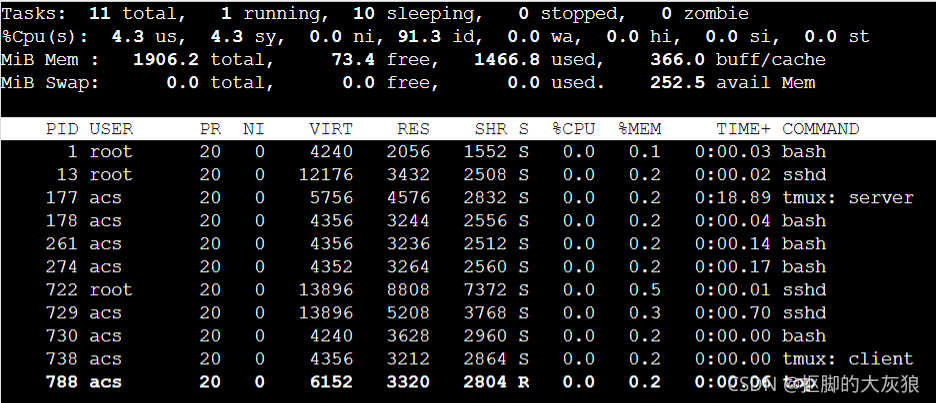 Tasks:  11 total,   1 running,  10 sleeping,   0 stopped,   0 zombie
%Cpu(s):  4.3 us,  4.3 sy,  0.0 ni, 91.3 id,  0.0 wa,  0.0 hi,  0.0 si,  0.0 st
MiB Mem :   1906.2 total,     73.4 free,   1466.8 used,    366.0 buff/cache
MiB Swap:      0.0 total,      0.0 free,      0.0 used.    252.5 avail Mem
PID USER      PR  NI    VIRT    RES    SHR S  %CPU  %MEM     TIME+ COMMAND
1 root      20   0    4240   2056   1552 S   0.0   0.1   0:00.03 bash
13 root      20   0   12176   3432   2508 S   0.0   0.2   0:00.02 sshd
177 acs       20   0    5756   4576   2832 S   0.0   0.2   0:18.89 tmux: server
178 acs       20   0    4356   3244   2556 S   0.0   0.2   0:00.04 bash
261 acs       20   0    4356   3236   2512 S   0.0   0.2   0:00.14 bash
274 acs       20   0    4352   3264   2560 S   0.0   0.2   0:00.17 bash
722 root      20   0   13896   8808   7372 S   0.0   0.5   0:00.01 sshd
729 acs       20   0   13896   5208   3768 S   0.0   0.3   0:00.70 sshd
730 acs       20   0    4240   3628   2960 S   0.0   0.2   0:00.00 bash
738 acs       20   0    4356   3212   2864 S   0.0   0.2   0:00.00 tmux: client
788 acs       20   0    6152   3320   2804 R   0.0   0.2   0:00.06 top
CSDN @抠脚的大灰狼